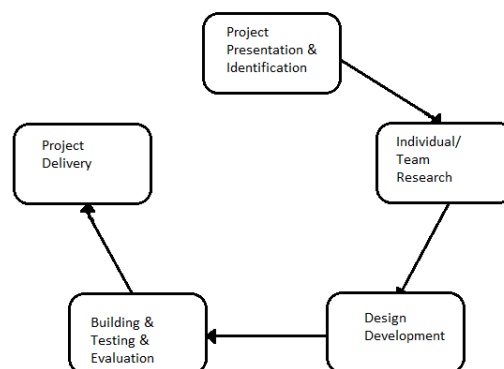 Project
Presentation &
Identification
Individual/
Team
Research
Design
Development
Building &
Testing &
Evaluation
Project
Delivery